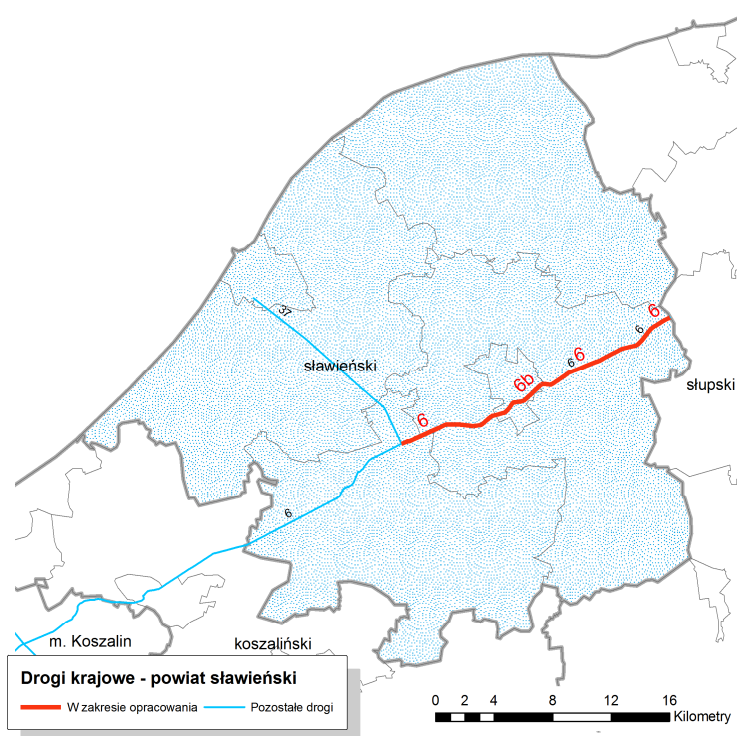 37
6
6
sławieński
6
6
6b
słupski
6
6
m. Koszalin
koszaliński
Drogi krajowe - powiat sławieński
W zakresie opracowania
Pozostałe drogi
0 2 4 8 12 16
Kilometry